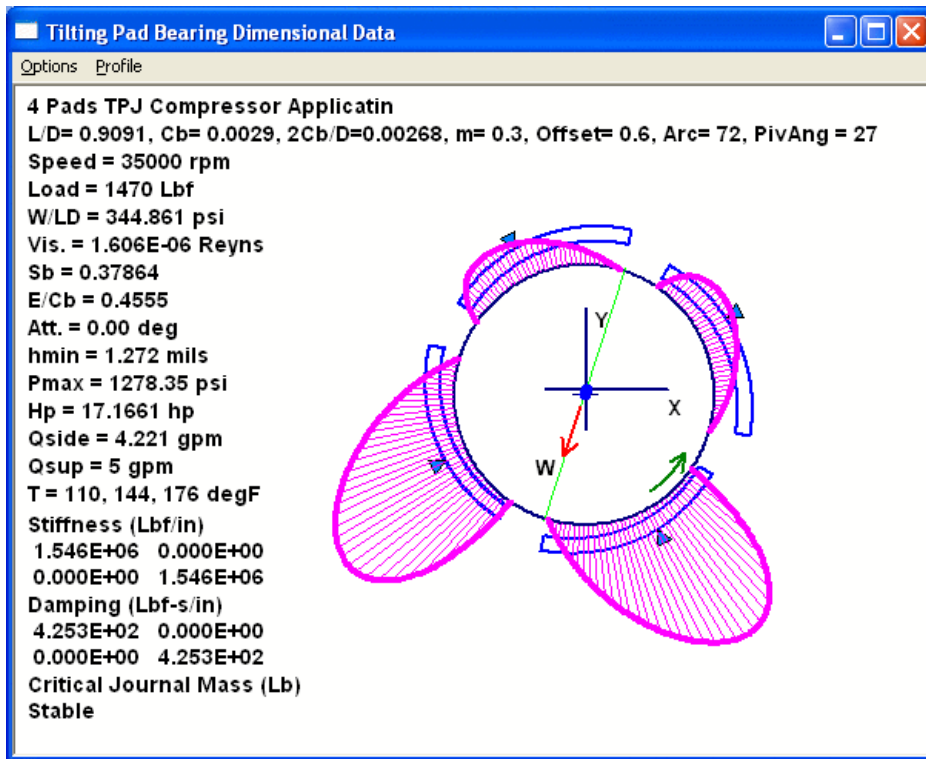 Tilting Pad Bearing Dimensional Data
Options Profile
4 Pads TPJ Compressor Applicatin
L/D= 0.9091, Cb= 0.0029, 2Cb/D=0.00268, m= 0.3, Offset= 0.6, Arc= 72, PivAng = 27
Speed = 35000 rpm
Load = 1470 Lbf
W/LD = 344.861 psi
Vis. = 1.606E-06 Reyns
Sb = 0.37864
E/Cb = 0.4555
Att. = 0.00 deg
hmin = 1.272 mils
Pmax = 1278.35 psi
Hp = 17.1661 hp
Qside = 4.221 gpm
Qsup = 5 gpm
T = 110, 144, 176 degF
Stiffness (Lbf/in)
1.546E+06 0.000E+00
0.000E+00 1.546E+06
Damping (Lbf-s/in)
4.253E+02 0.000E+00
0.000E+00 4.253E+02
Critical Journal Mass (Lb)
Stable
Y
X
W